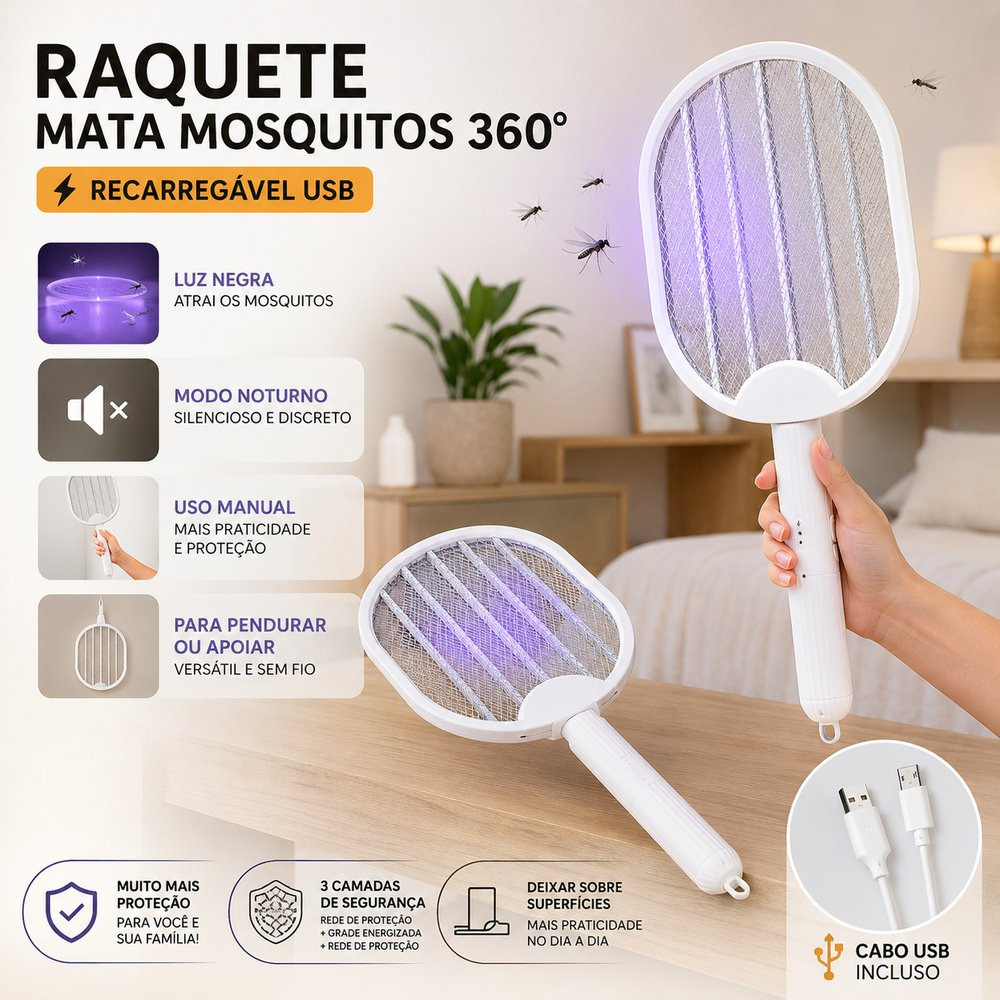 RAQUETE
MATA MOSQUITOS 360°
RECARREGÁVEL USB
LUZ NEGRA
ATRAI OS MOSQUITOS
MODO NOTURNO
SILENCIOSO E DISCRETO
USO MANUAL
MAIS PRATICIDADE
E PROTEÇÃO
PARA PENDURAR
OU APOIAR
VERSÁTIL E SEM FIO
MUITO MAIS
PROTEÇÃO
PARA VOCÊ E
SUA FAMÍLIA!
3 CAMADAS
DE SEGURANÇA
REDE DE PROTEÇÃO
+ GRADE ENERGIZADA
+ REDE DE PROTEÇÃO
DEIXAR SOBRE
SUPERFÍCIES
MAIS PRATICIDADE
NO DIA A DIA
CABO USB
INCLUSO